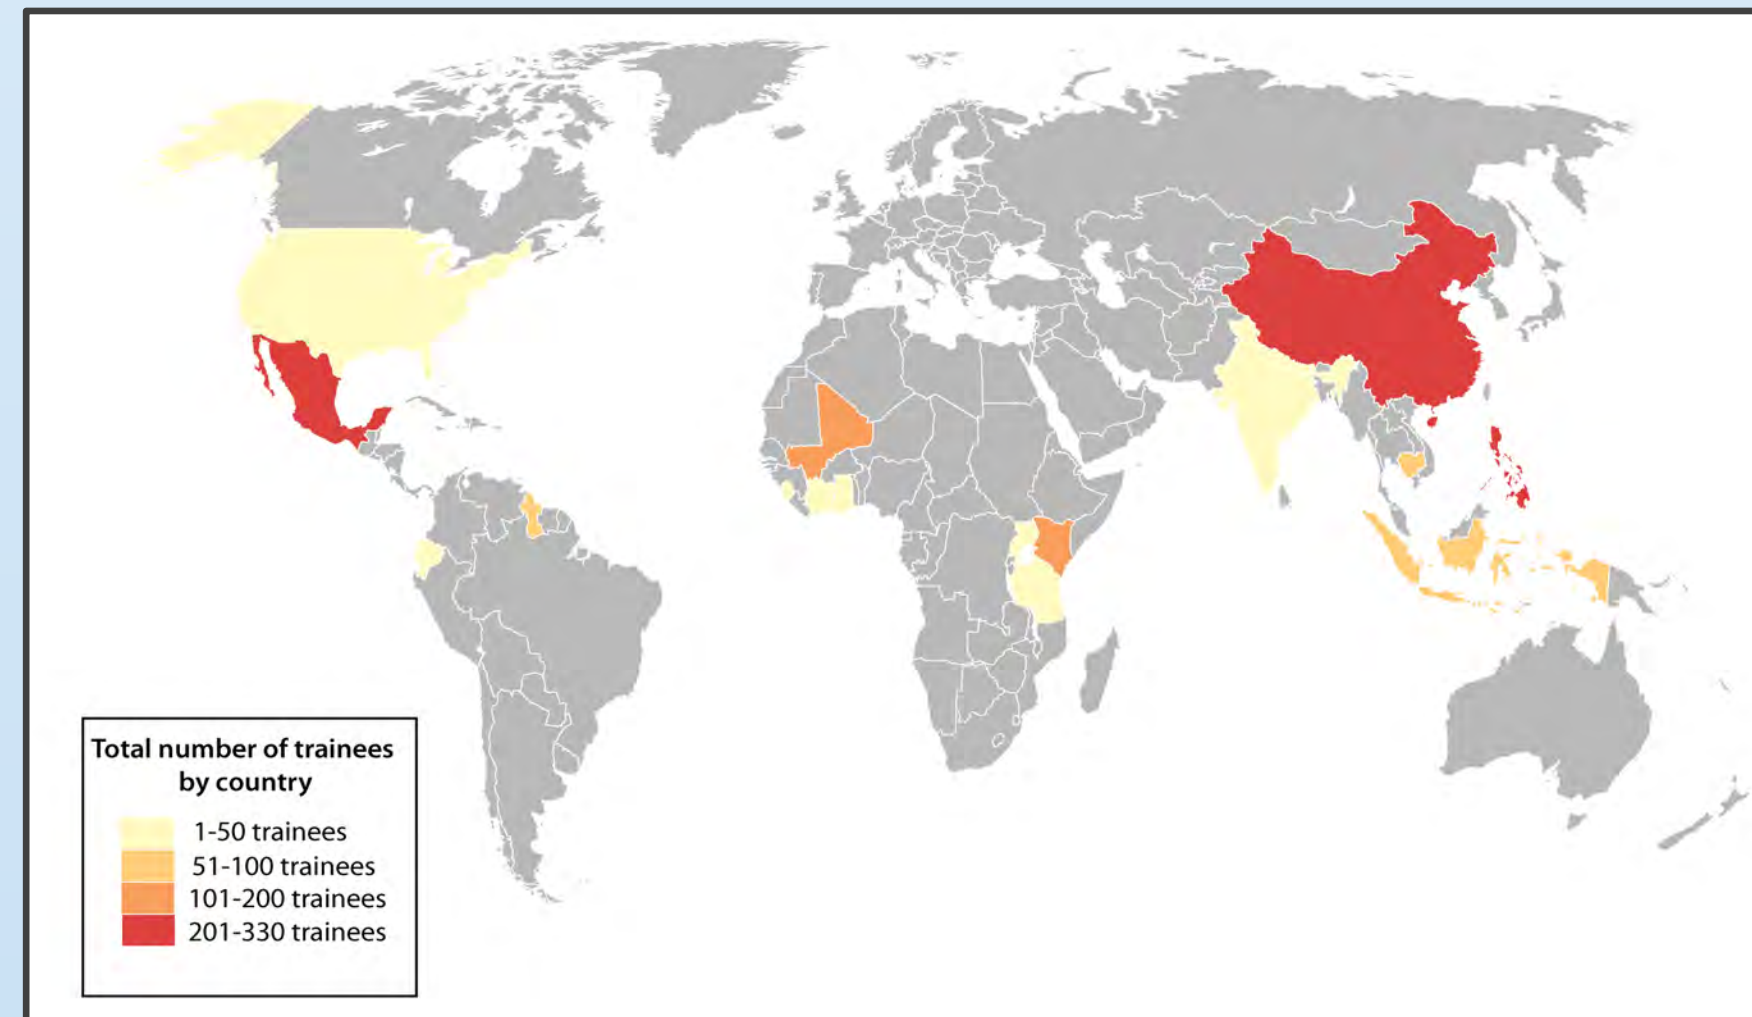 Total number of trainees
by country
1-50 trainees
51-100 trainees
101-200 trainees
201-330 trainees